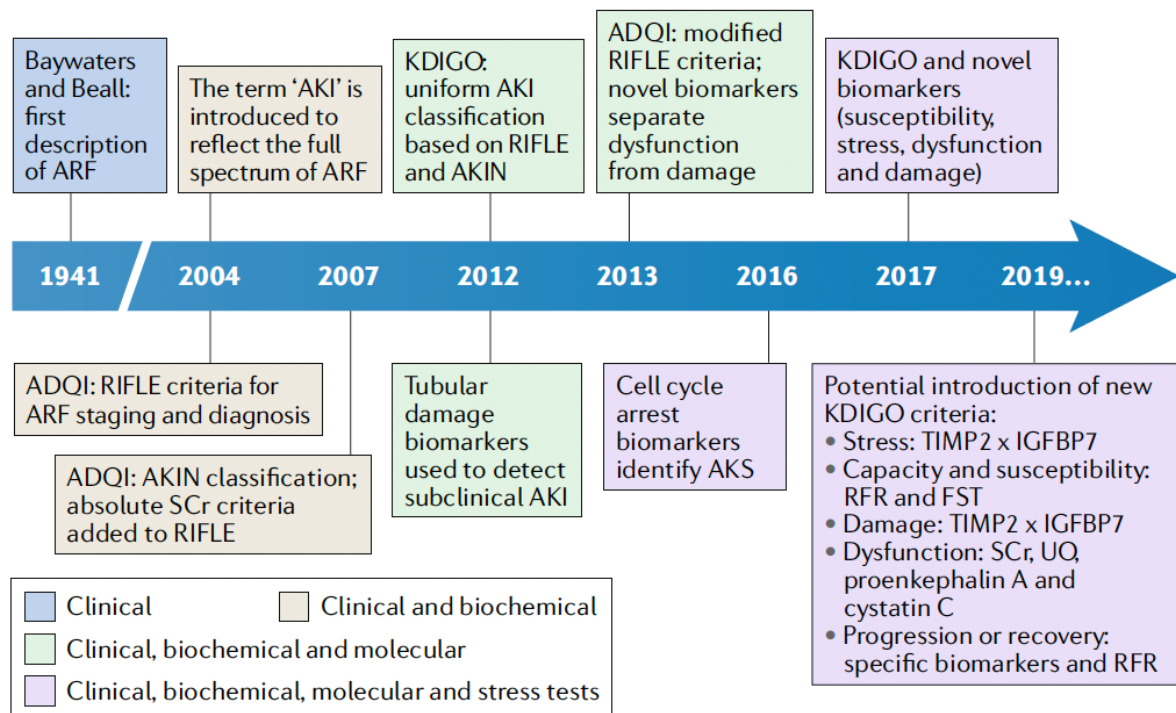 Baywaters
and Beall:
first
description
of ARF
The term ‘AKI’ is
introduced to
reflect the full
spectrum of ARF
KDIGO:
uniform AKI
classification
based on RIFLE
and AKIN
ADQI: modified
RIFLE criteria;
novel biomarkers
separate
dysfunction
from damage
KDIGO and novel
biomarkers
(susceptibility,
stress, dysfunction
and damage)
1941
2004
2007
2012
2013
2016
2017
2019...
ADQI: RIFLE criteria for
ARF staging and diagnosis
ADQI: AKIN classification;
absolute SCr criteria
added to RIFLE
Tubular
damage
biomarkers
used to detect
subclinical AKI
Cell cycle
arrest
biomarkers
identify AKS
Potential introduction of new
KDIGO criteria:
• Stress: TIMP2 x IGFBP7
• Capacity and susceptibility:
RFR and FST
• Damage: TIMP2 x IGFBP7
• Dysfunction: SCr, UO,
proenkephalin A and
cystatin C
• Progression or recovery:
specific biomarkers and RFR
Clinical
Clinical and biochemical
Clinical, biochemical and molecular
Clinical, biochemical, molecular and stress tests